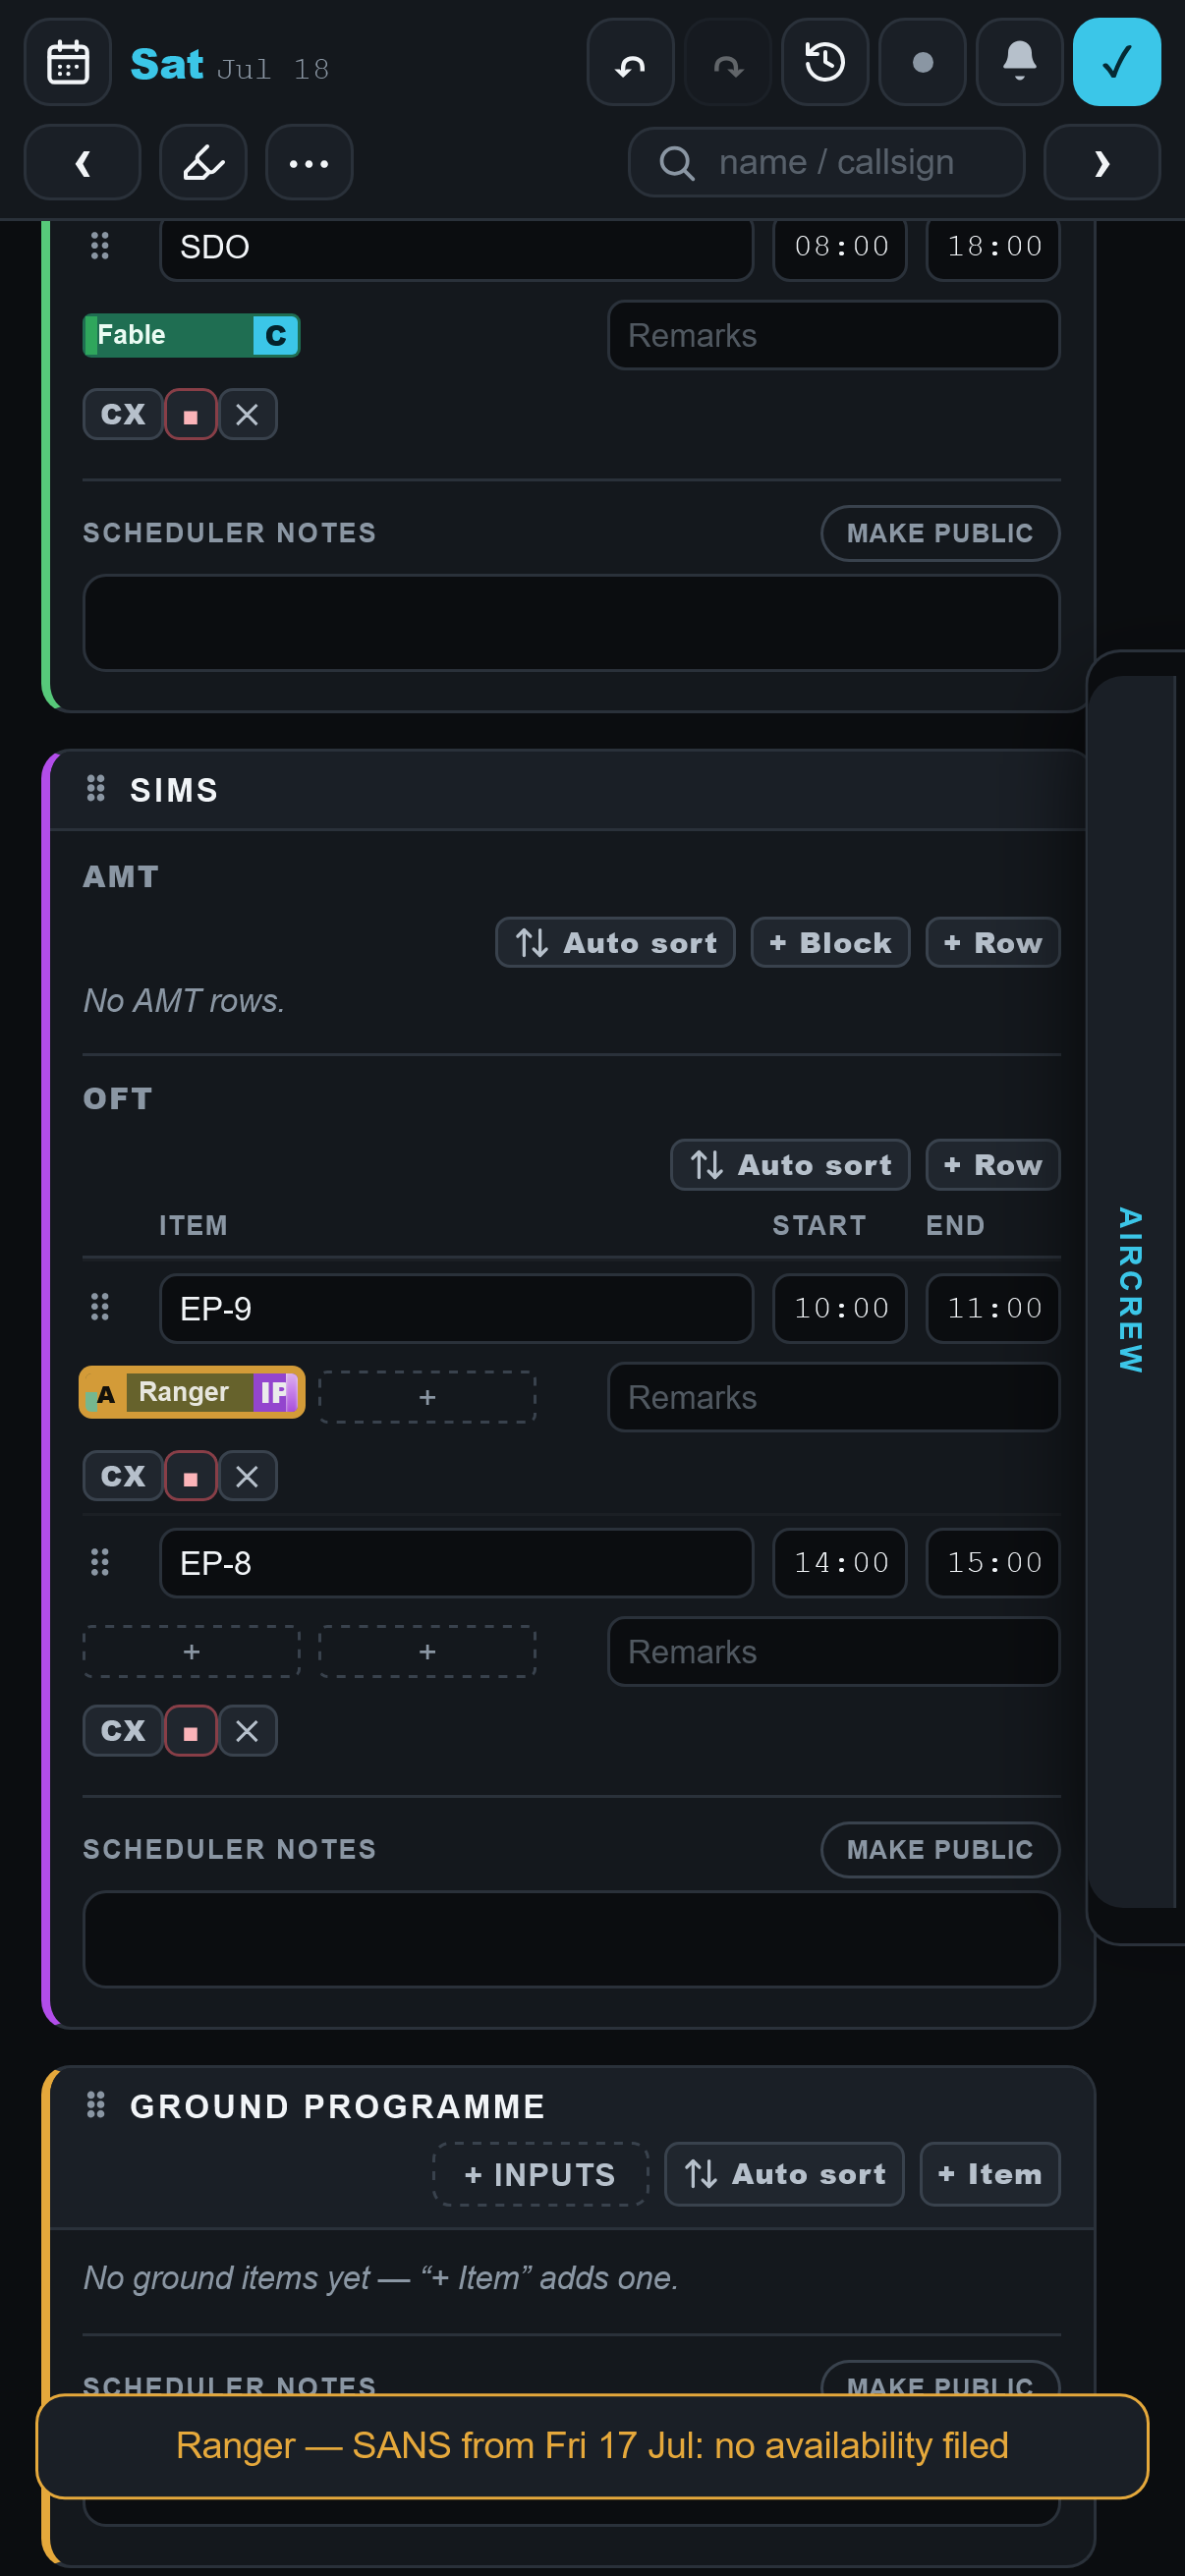 Sat Jul 18
name / callsign
SDO 08:00 18:00
Fable C Remarks
CX
SCHEDULER NOTES MAKE PUBLIC
SIMS
AMT
Auto sort + Block + Row
No AMT rows.
OFT
Auto sort + Row
ITEM START END
EP-9 10:00 11:00
A Ranger IP + Remarks
CX
EP-8 14:00 15:00
+ + Remarks
CX
SCHEDULER NOTES MAKE PUBLIC
AIRCREW
GROUND PROGRAMME
+ INPUTS Auto sort + Item
No ground items yet — “+ Item” adds one.
SCHEDULER NOTES MAKE PUBLIC
Ranger — SANS from Fri 17 Jul: no availability filed